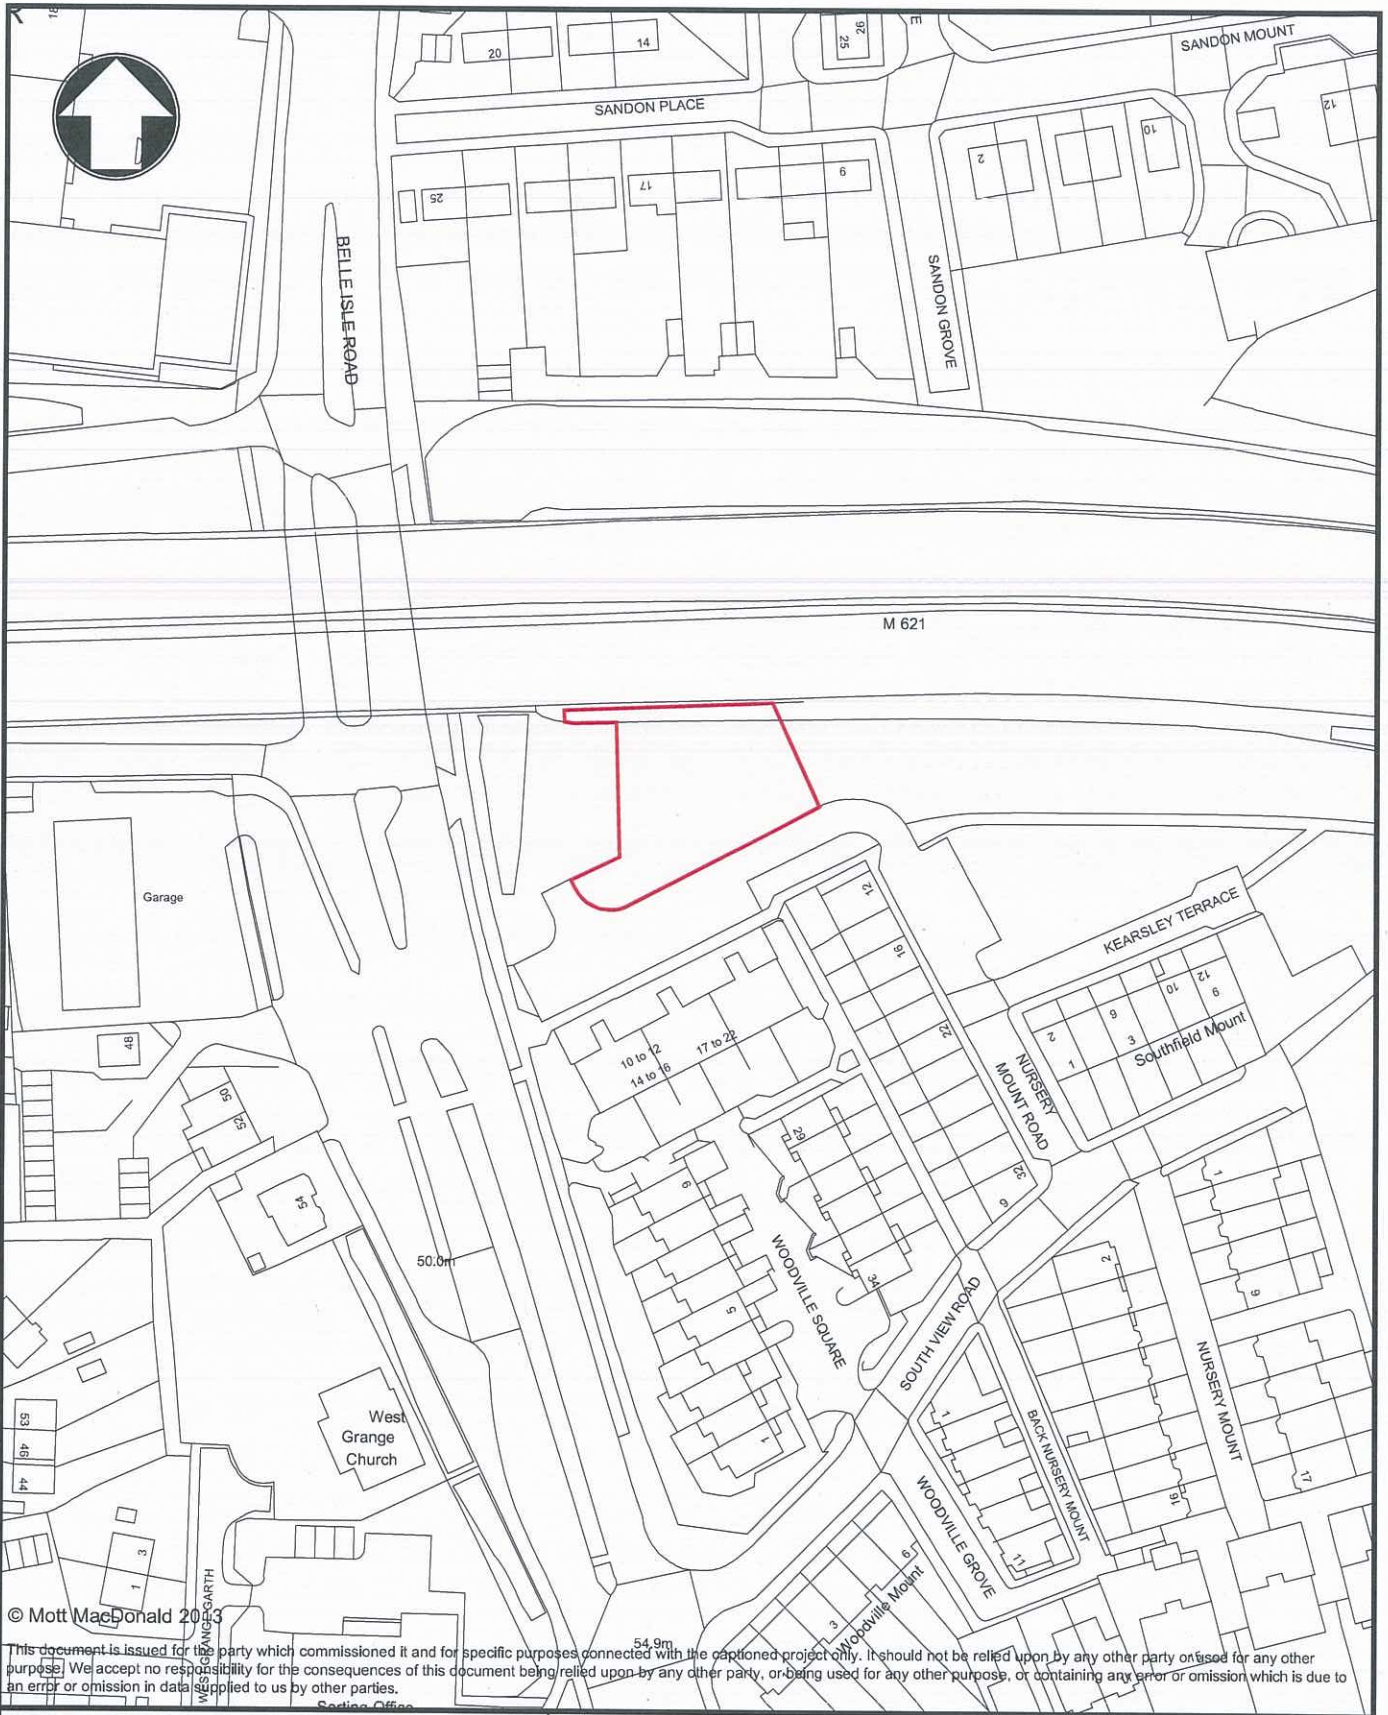 R
18
20
14
25
26
E
SANDON MOUNT
SANDON PLACE
12
10
2
25
17
9
BELLE ISLE ROAD
SANDON GROVE
M 621
Garage
12
16
KEARSLEY TERRACE
22
10 to 12
17 to 22
14 to 16
2
6
10
12
1
3
9
Southfield Mount
NURSERY
MOUNT ROAD
48
50
52
54
29
9
32
6
1
50.0m
34
5
WOODVILLE SQUARE
SOUTH VIEW ROAD
2
9
NURSERY MOUNT
53
46
44
West
Grange
Church
1
1
BACK NURSERY MOUNT
16
17
WOODVILLE GROVE
11
3
1
WEST GRANGE GARTH
6
3
Woodville Mount
54.9m
© Mott MacDonald 2013
This document is issued for the party which commissioned it and for specific purposes connected with the captioned project only. It should not be relied upon by any other party or used for any other
purpose. We accept no responsibility for the consequences of this document being relied upon by any other party, or being used for any other purpose, or containing any error or omission which is due to
an error or omission in data supplied to us by other parties.
Sorting Office